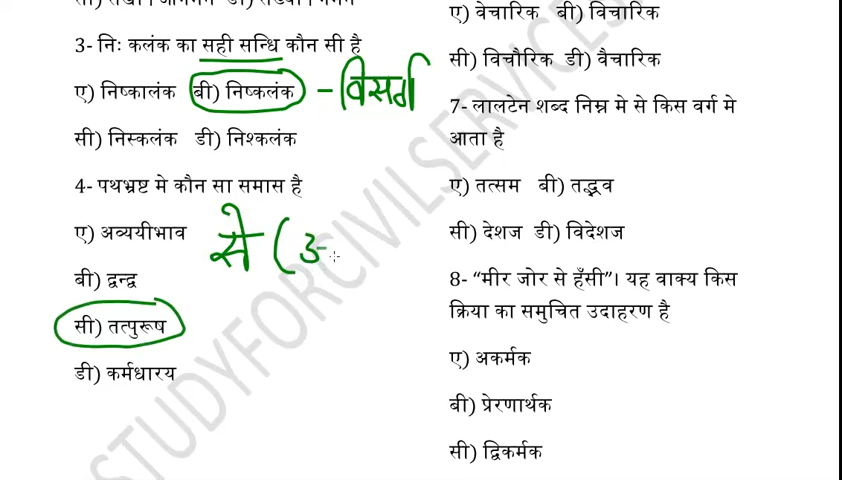 3- निः कलंक का सही सन्धि कौन सी है
ए) निष्कालंक बी) निष्कलंक - विसर्ग
सी) निस्कलंक डी) निश्कलंक
4- पथभ्रष्ट मे कौन सा समास है
ए) अव्ययीभाव
से (
बी) द्वन्द्व
सी) तत्पुरूष
डी) कर्मधारय
ए) वेचारिक बी) विचारिक
सी) विचौरिक डी) वैचारिक
7- लालटेन शब्द निम्न मे से किस वर्ग मे
आता है
ए) तत्सम बी) तद्भव
सी) देशज डी) विदेशज
8- “मीर जोर से हँसी”। यह वाक्य किस
क्रिया का समुचित उदाहरण है
ए) अकर्मक
बी) प्रेरणार्थक
सी) द्विकर्मक
STUDYFORCIVILSERVICES